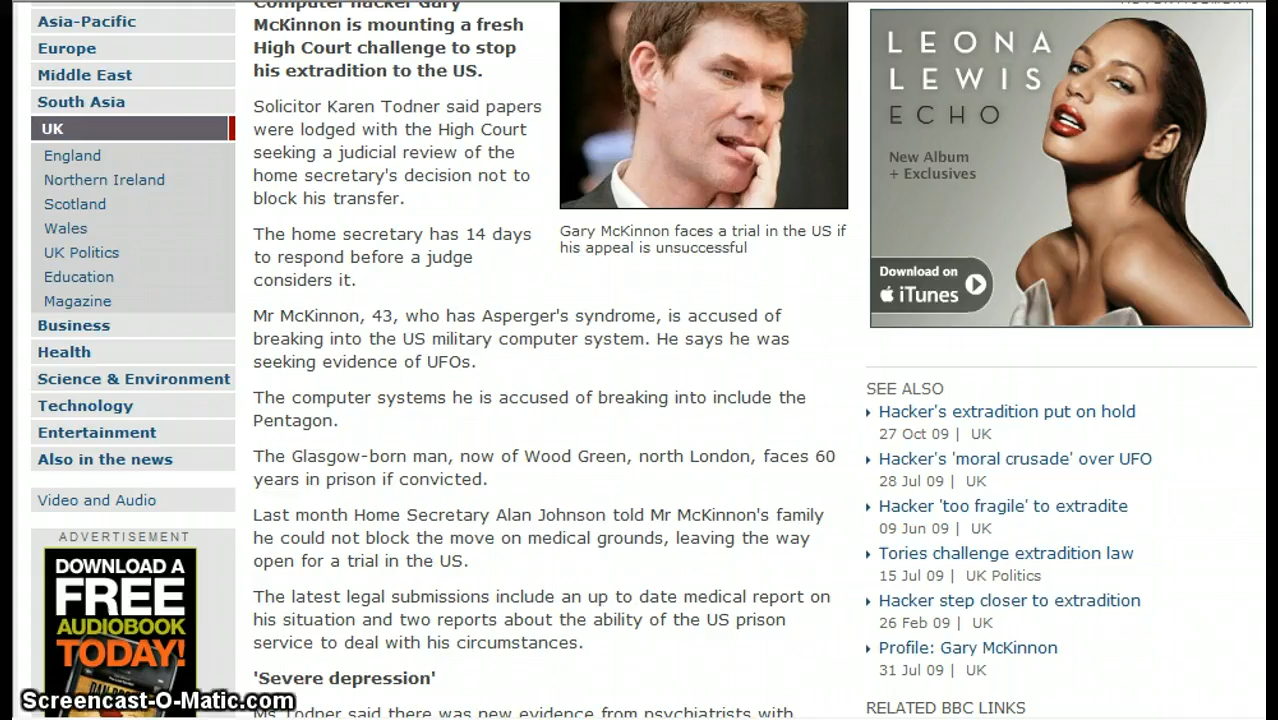 ADVERTISEMENT
Asia-Pacific
Europe
Middle East
South Asia
UK
England
Northern Ireland
Scotland
Wales
UK Politics
Education
Magazine
Business
Health
Science & Environment
Technology
Entertainment
Also in the news
Video and Audio
ADVERTISEMENT
DOWNLOAD A
FREE
AUDIOBOOK
TODAY!
Computer hacker Gary
McKinnon is mounting a fresh
High Court challenge to stop
his extradition to the US.
Solicitor Karen Todner said papers
were lodged with the High Court
seeking a judicial review of the
home secretary's decision not to
block his transfer.
The home secretary has 14 days
to respond before a judge
considers it.
Gary McKinnon faces a trial in the US if
his appeal is unsuccessful
Mr McKinnon, 43, who has Asperger's syndrome, is accused of
breaking into the US military computer system. He says he was
seeking evidence of UFOs.
The computer systems he is accused of breaking into include the
Pentagon.
The Glasgow-born man, now of Wood Green, north London, faces 60
years in prison if convicted.
Last month Home Secretary Alan Johnson told Mr McKinnon's family
he could not block the move on medical grounds, leaving the way
open for a trial in the US.
The latest legal submissions include an up to date medical report on
his situation and two reports about the ability of the US prison
service to deal with his circumstances.
'Severe depression'
Ms Todner said there was new evidence from psychiatrists with
LEONA
LEWIS
ECHO
New Album
+ Exclusives
Download on
iTunes
SEE ALSO
Hacker's extradition put on hold
27 Oct 09 | UK
Hacker's 'moral crusade' over UFO
28 Jul 09 | UK
Hacker 'too fragile' to extradite
09 Jun 09 | UK
Tories challenge extradition law
15 Jul 09 | UK Politics
Hacker step closer to extradition
26 Feb 09 | UK
Profile: Gary McKinnon
31 Jul 09 | UK
RELATED BBC LINKS
Screencast-O-Matic.com